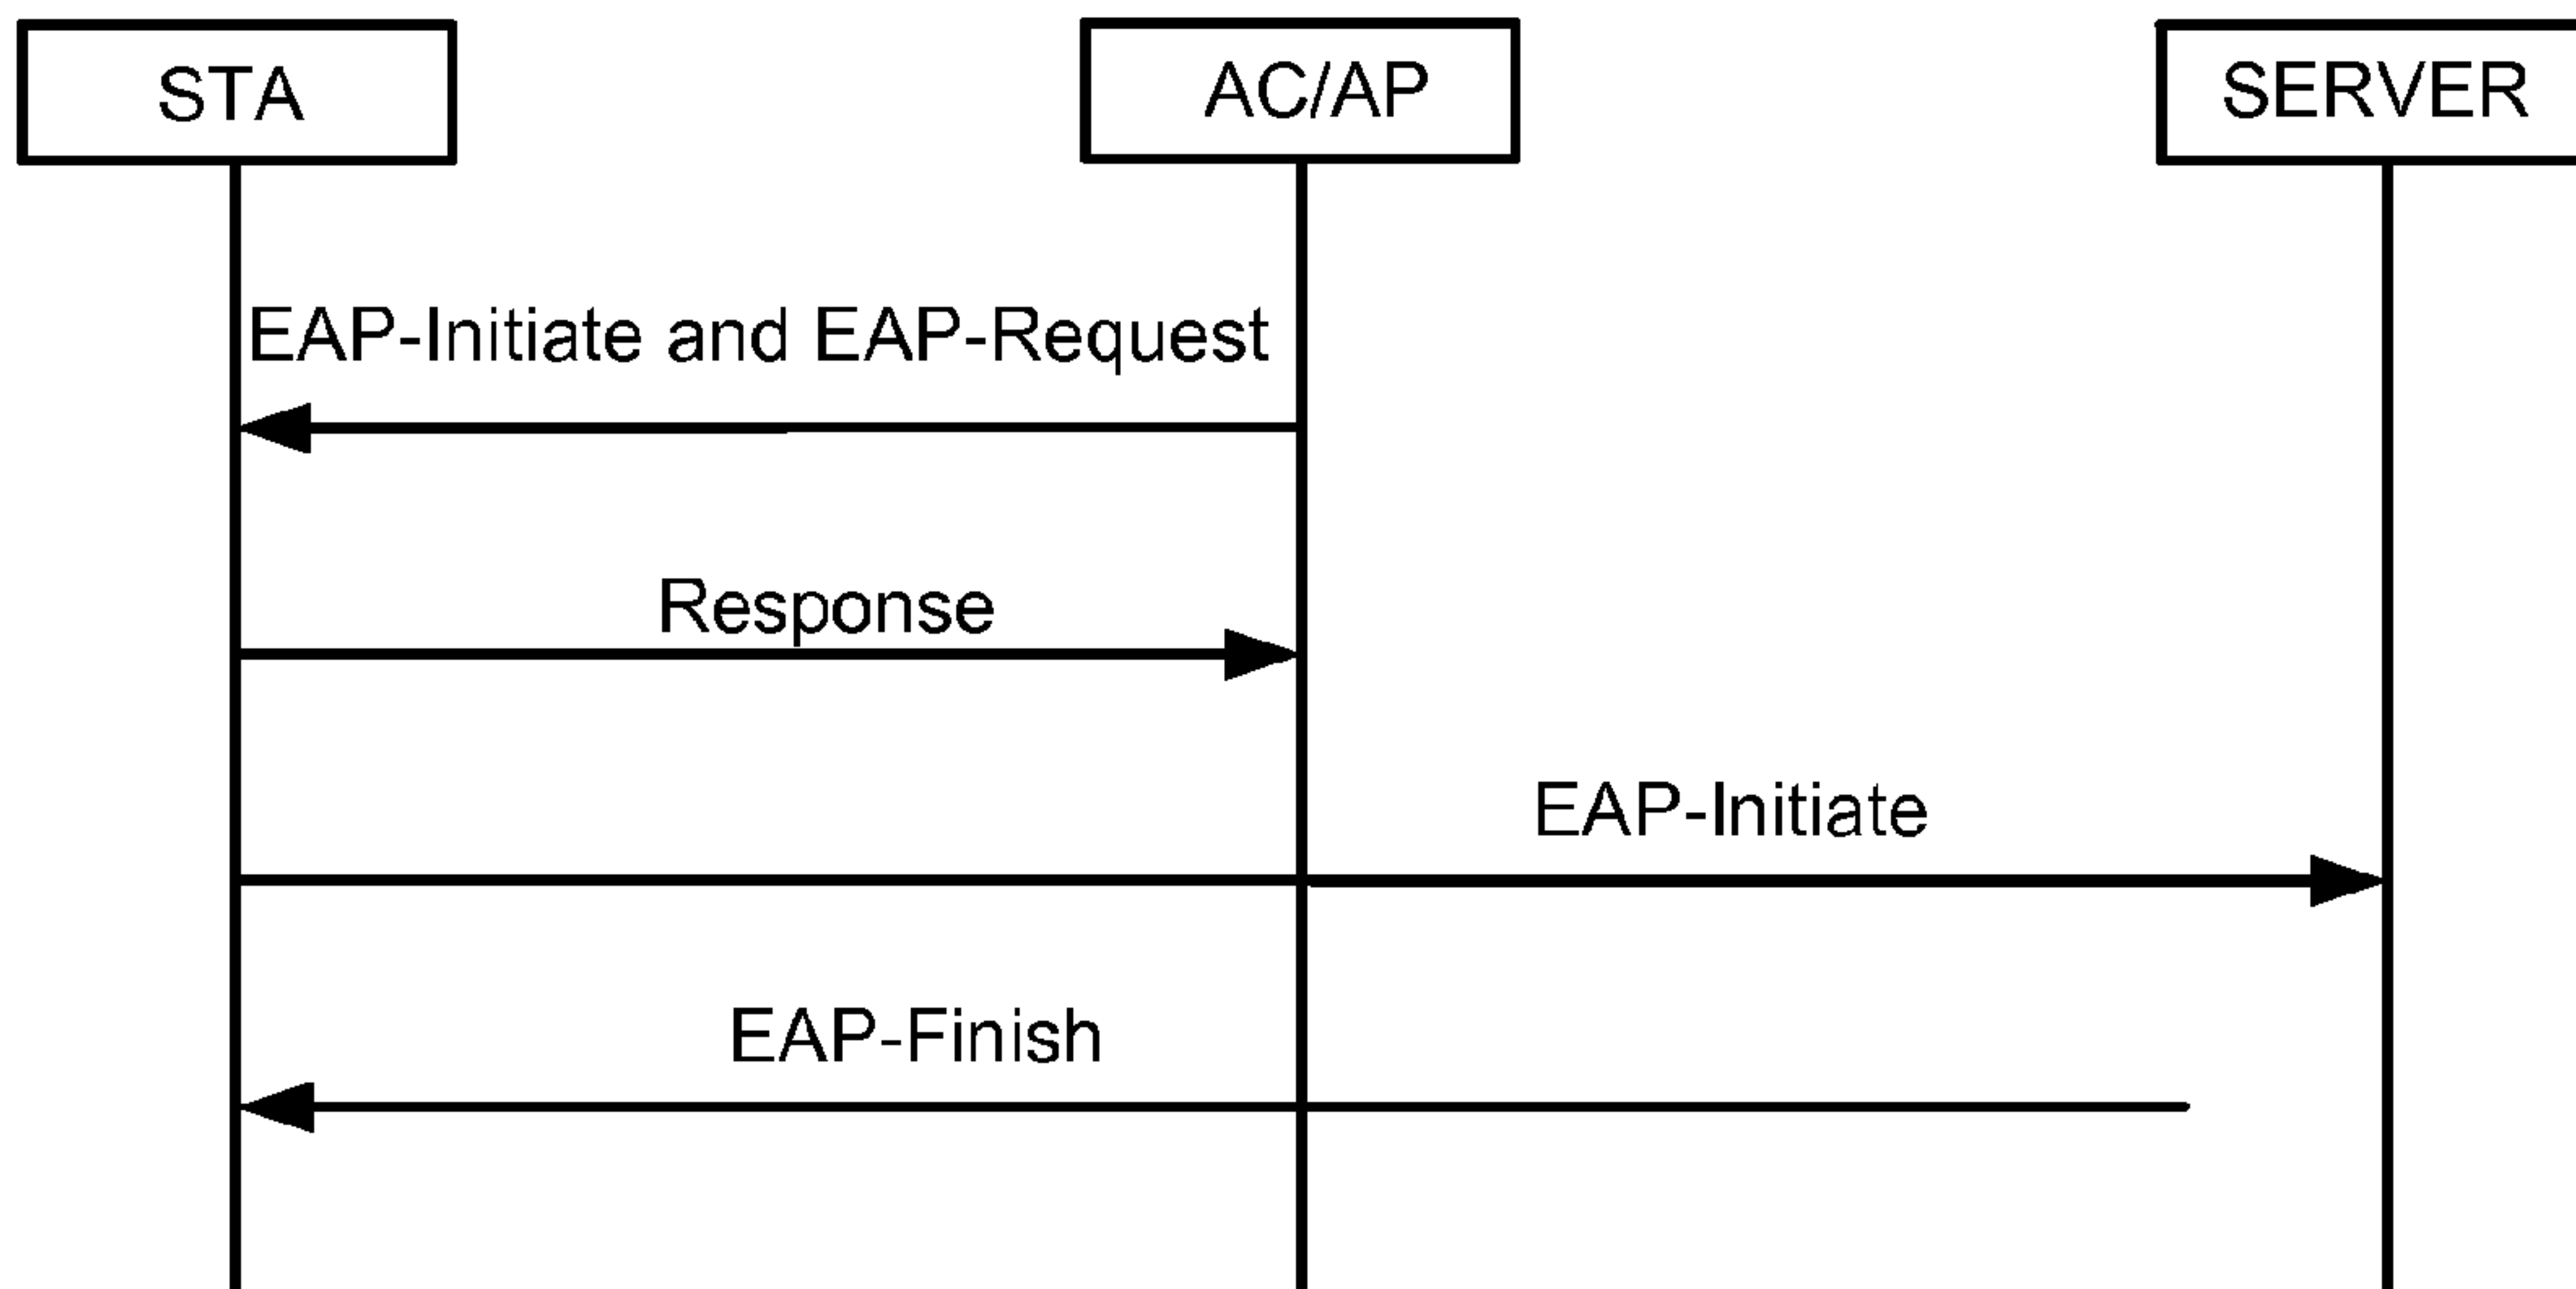 STA
AC/AP
SERVER
EAP-Initiate and EAP-Request
Response
EAP-Initiate
EAP-Finish